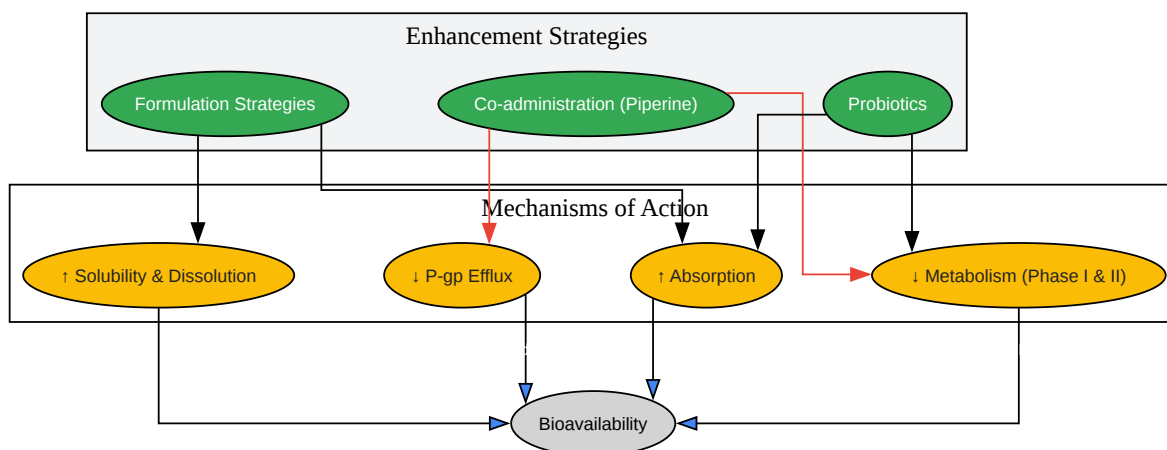 Enhancement Strategies
Formulation Strategies
Co-administration (Piperine)
Probiotics
Mechanisms of Action
↑ Solubility & Dissolution
↓ P-gp Efflux
↑ Absorption
↓ Metabolism (Phase I & II)
Bioavailability